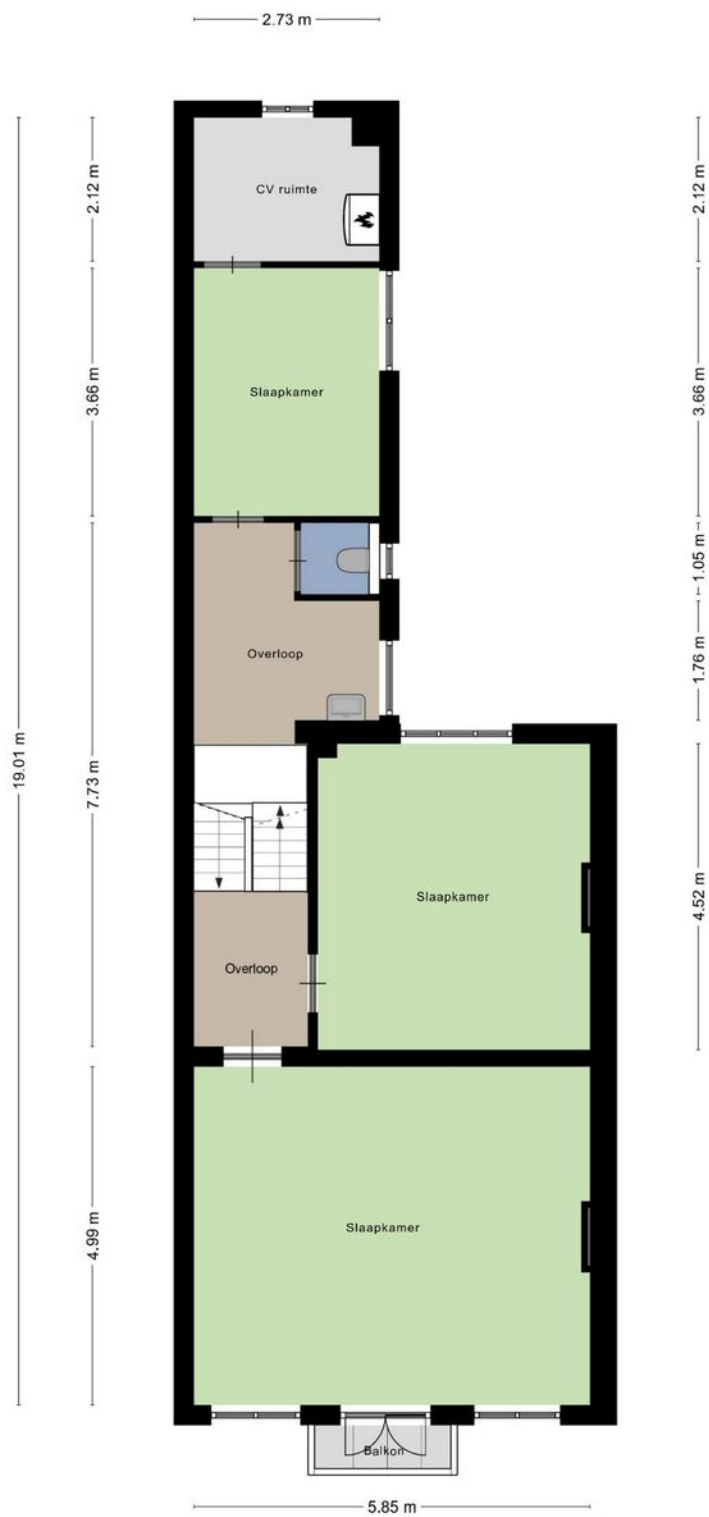 2.73 m
2.12 m
2.12 m
CV ruimte
3.66 m
3.66 m
Slaapkamer
1.05 m
Overloop
1.76 m
19.01 m
7.73 m
4.52 m
Slaapkamer
Overloop
4.99 m
Slaapkamer
Balkon
5.85 m